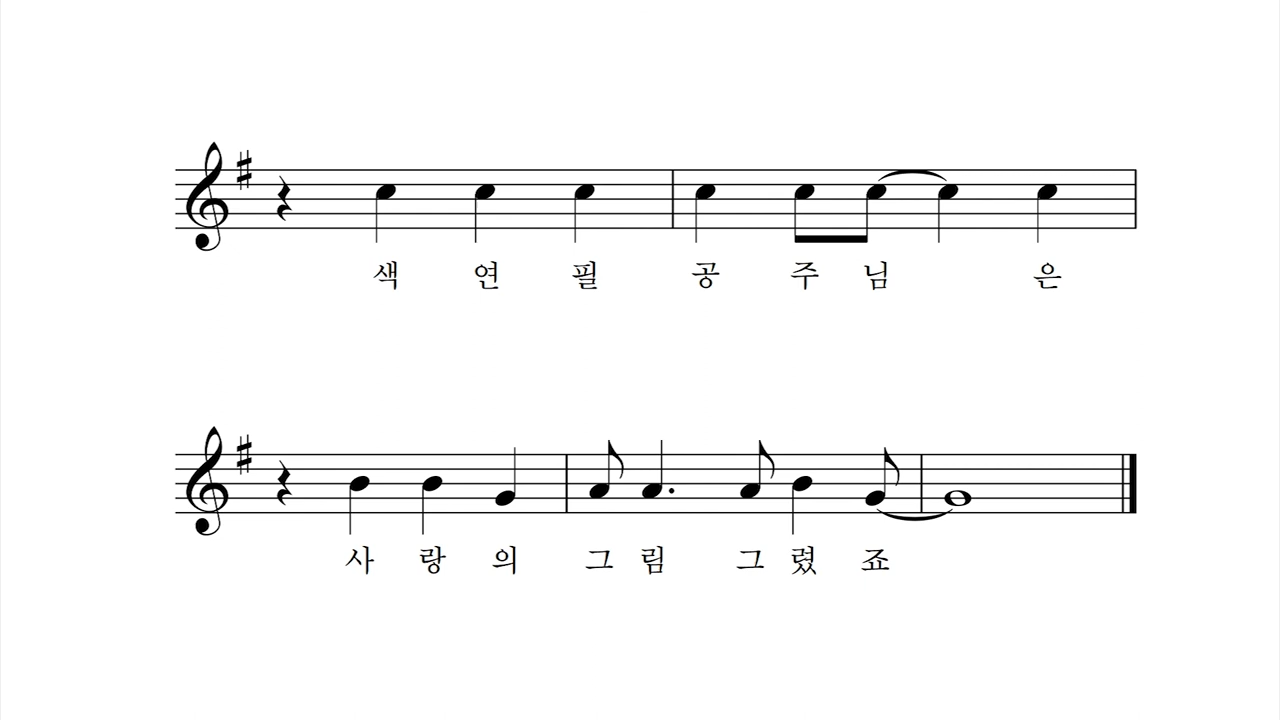 색 연 필 공 주 님 은
사 랑 의 그 림 그 렸 죠